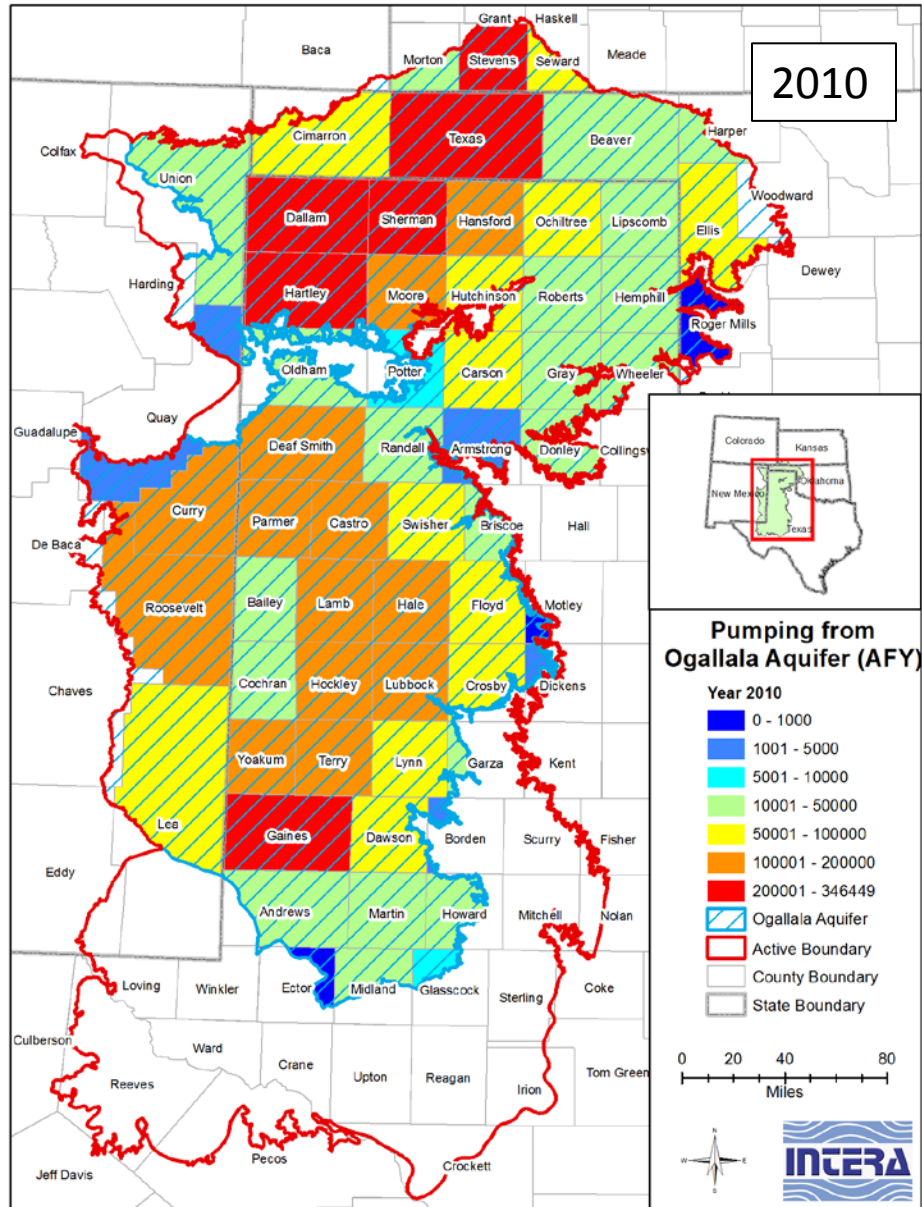 Grant
Haskell
Baca
Morton
Stevens
Seward
Meade
2010
Cimarron
Texas
Beaver
Harper
Colfax
Union
Woodward
Dallam
Sherman
Hansford
Ochiltree
Lipscomb
Ellis
Dewey
Harding
Hartley
Moore
Hutchinson
Roberts
Hemphill
Roger Mills
Oldham
Potter
Carson
Gray
Wheeler
Quay
Guadalupe
Deaf Smith
Randall
Armstrong
Donley
Collingsv
Curry
Parmer
Castro
Swisher
Briscoe
Hall
De Baca
Roosevelt
Bailey
Lamb
Hale
Floyd
Motley
Chaves
Cochran
Hockley
Lubbock
Crosby
Dickens
Yoakum
Terry
Lynn
Garza
Kent
Lea
Gaines
Dawson
Borden
Scurry
Fisher
Eddy
Andrews
Martin
Howard
Mitchell
Nolan
Loving
Winkler
Ector
Midland
Glasscock
Sterling
Coke
Culberson
Ward
Reeves
Crane
Upton
Reagan
Irion
Tom Green
Jeff Davis
Pecos
Crockett
Colorado
Kansas
New Mexico
Oklahoma
Texas
Pumping from
Ogallala Aquifer (AFY)
Year 2010
0 - 1000
1001 - 5000
5001 - 10000
10001 - 50000
50001 - 100000
100001 - 200000
200001 - 346449
Ogallala Aquifer
Active Boundary
County Boundary
State Boundary
0 20 40 80
Miles
N
W E
S
INTERA